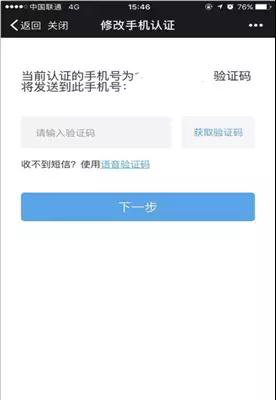 中国联通 4G 15:46 76%
返回 关闭 修改手机认证
当前认证的手机号为 验证码
将发送到此手机号：
请输入验证码 获取验证码
收不到短信？使用语音验证码
下一步